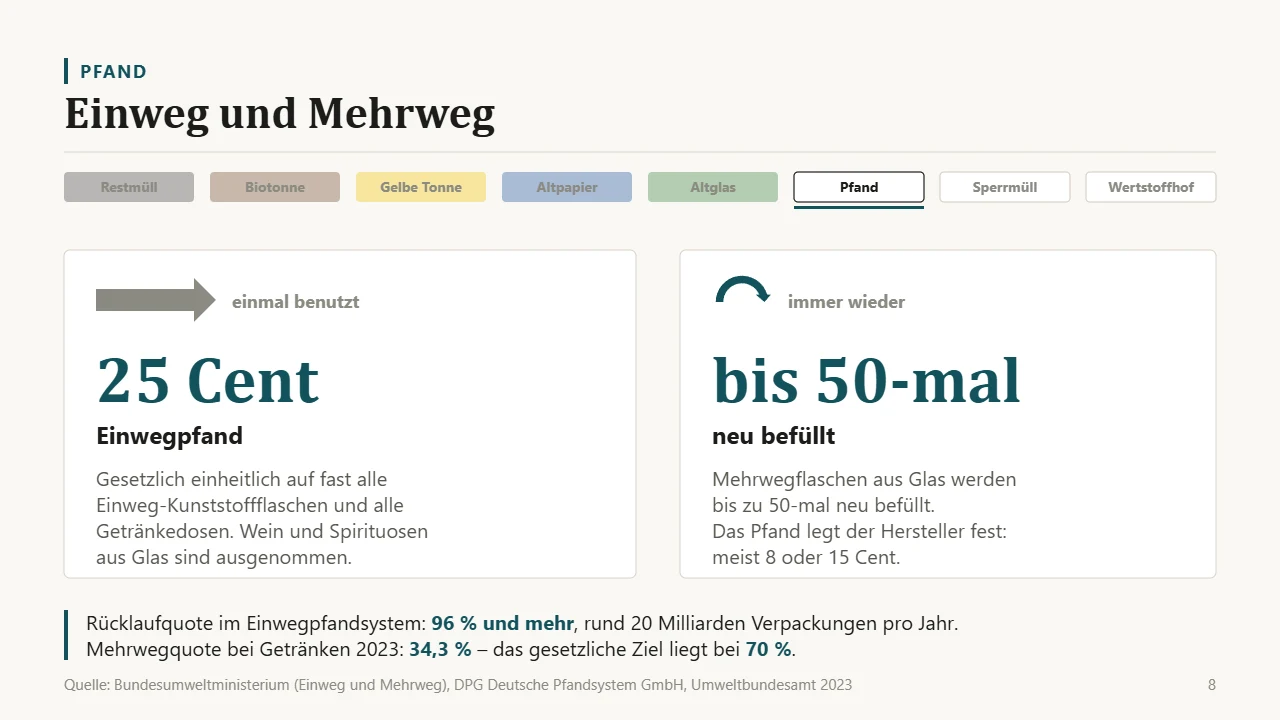 PFAND
Einweg und Mehrweg
Restmüll
Biotonne
Gelbe Tonne
Altpapier
Altglas
Pfand
Sperrmüll
Wertstoffhof
einmal benutzt
25 Cent
Einwegpfand
Gesetzlich einheitlich auf fast alle
Einweg-Kunststoffflaschen und alle
Getränkedosen. Wein und Spirituosen
aus Glas sind ausgenommen.
immer wieder
bis 50-mal
neu befüllt
Mehrwegflaschen aus Glas werden
bis zu 50-mal neu befüllt.
Das Pfand legt der Hersteller fest:
meist 8 oder 15 Cent.
Rücklaufquote im Einwegpfandsystem: 96 % und mehr, rund 20 Milliarden Verpackungen pro Jahr.
Mehrwegquote bei Getränken 2023: 34,3 % – das gesetzliche Ziel liegt bei 70 %.
Quelle: Bundesumweltministerium (Einweg und Mehrweg), DPG Deutsche Pfandsystem GmbH, Umweltbundesamt 2023
8